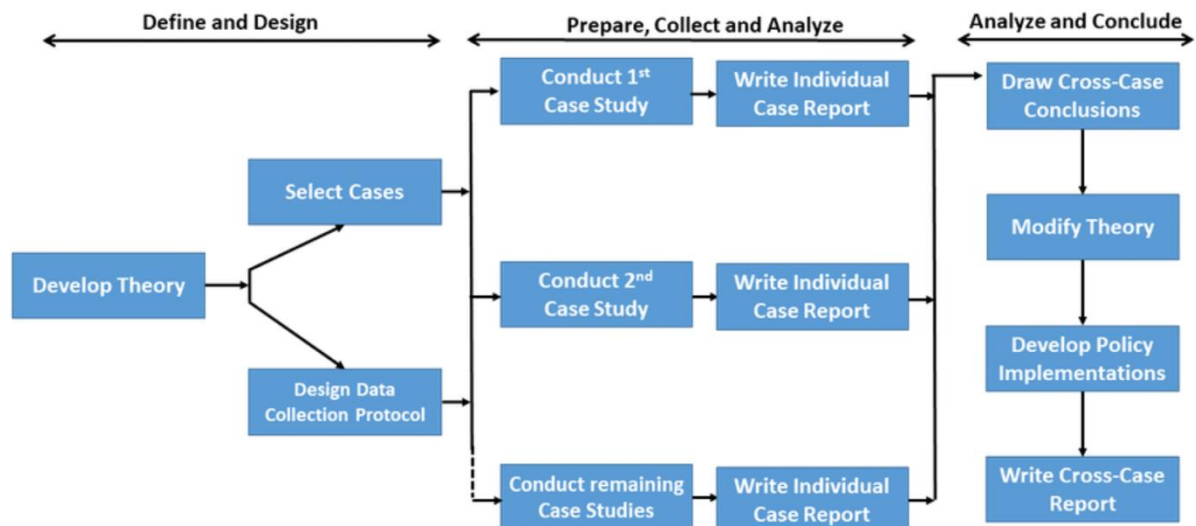 Define and Design
Prepare, Collect and Analyze
Analyze and Conclude
Conduct 1st
Case Study
Write Individual
Case Report
Draw Cross-Case
Conclusions
Select Cases
Modify Theory
Develop Theory
Conduct 2nd
Case Study
Write Individual
Case Report
Develop Policy
Implementations
Design Data
Collection Protocol
Conduct remaining
Case Studies
Write Individual
Case Report
Write Cross-Case
Report